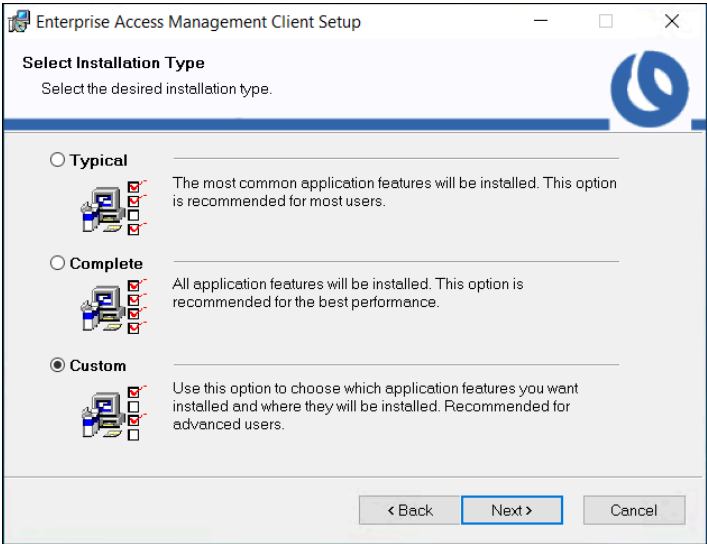 Enterprise Access Management Client Setup
Select Installation Type
Select the desired installation type.
Typical
The most common application features will be installed. This option
is recommended for most users.
Complete
All application features will be installed. This option is
recommended for the best performance.
Custom
Use this option to choose which application features you want
installed and where they will be installed. Recommended for
advanced users.
< Back Next > Cancel